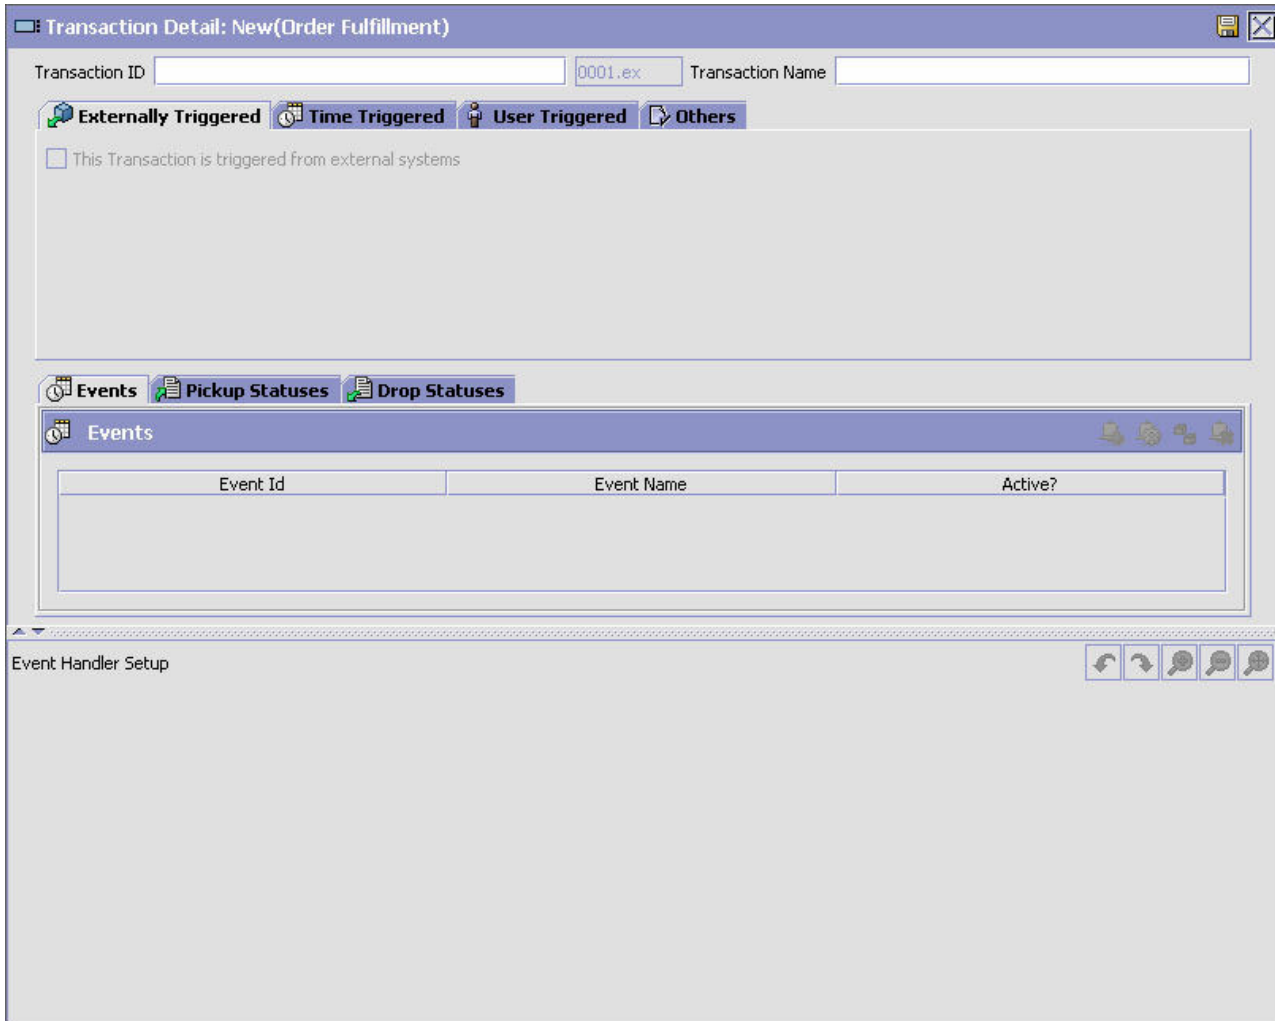 Transaction Detail: New(Order Fulfillment)
Transaction ID 0001.ex Transaction Name
Externally Triggered Time Triggered User Triggered Others
This Transaction is triggered from external systems
Events Pickup Statuses Drop Statuses
Events
Event Id Event Name Active?
Event Handler Setup